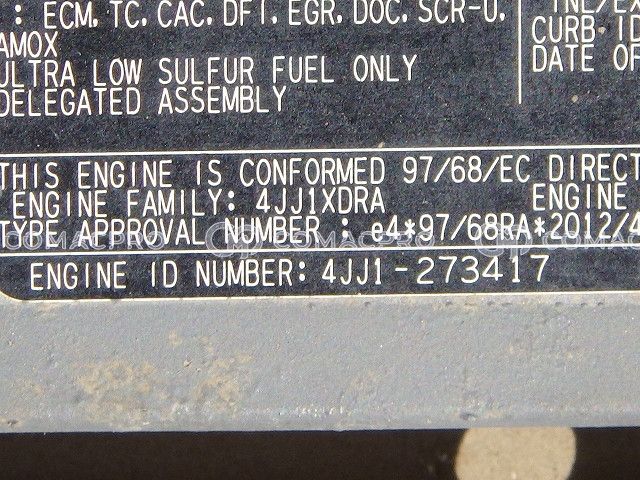 : ECM. TC. CAC. DFI. EGR. DOC. SCR-U.
AMOX
ULTRA LOW SULFUR FUEL ONLY
DELEGATED ASSEMBLY
CURB ID
DATE OF
THIS ENGINE IS CONFORMED 97/68/EC DIRECT
ENGINE FAMILY: 4JJ1XDRA ENGINE
TYPE APPROVAL NUMBER : e4*97/68RA*2012/4
COMACPRO COMACPRO
ENGINE ID NUMBER: 4JJ1-273417